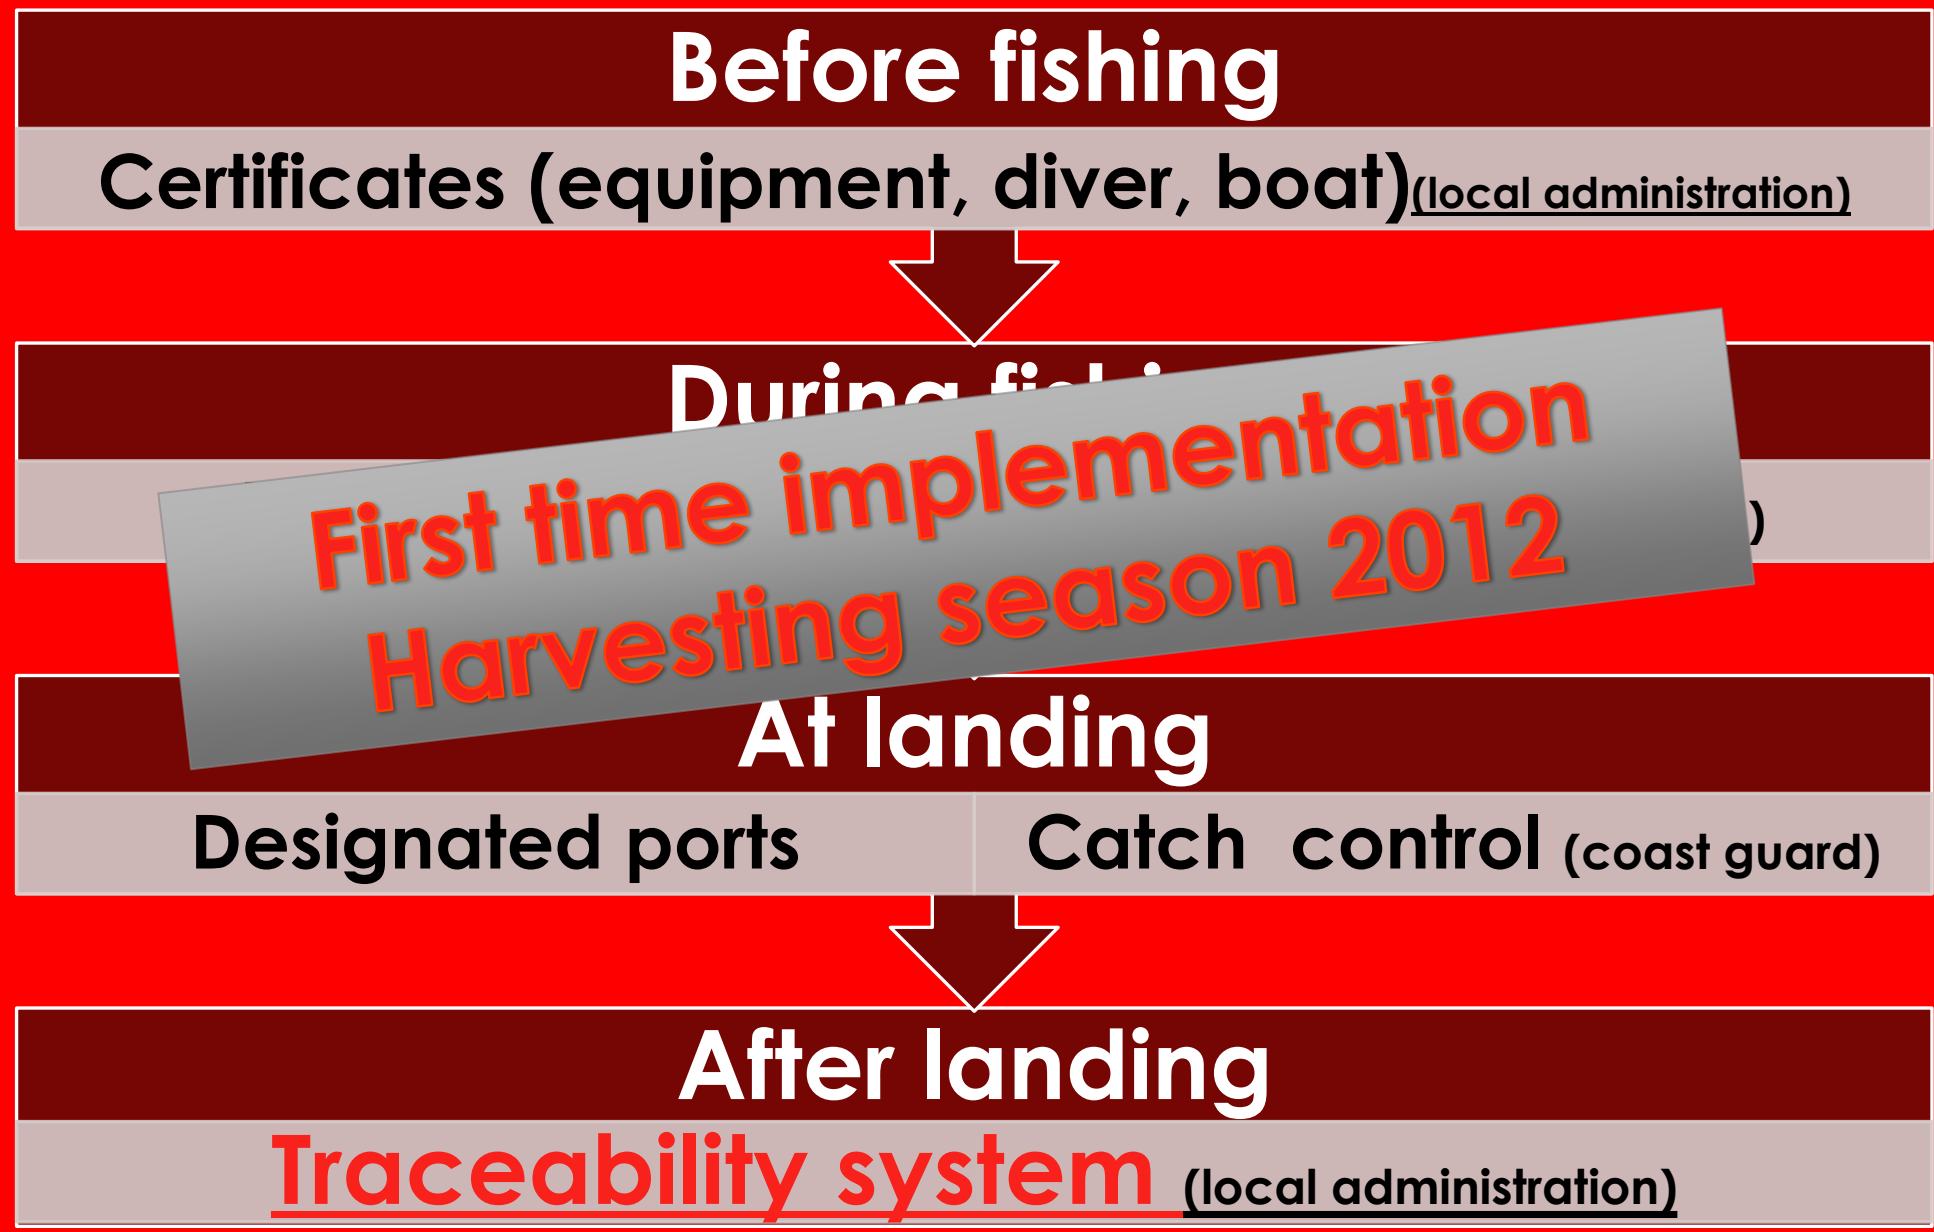 Before fishing
Certificates (equipment, diver, boat)(local administration)
During
First time implementation
Harvesting season 2012
At landing
Designated ports
Catch control (coast guard)
After landing
Traceability system (local administration)